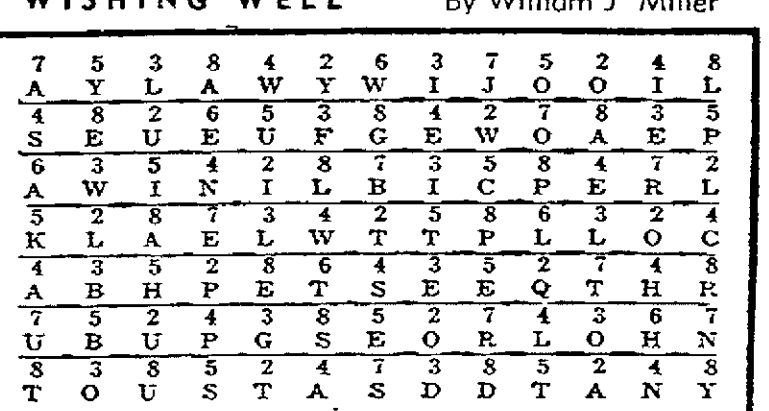 WISHING WELL By William J Miller
7 5 3 8 4 2 6 3 7 5 2 4 8
A Y L A W Y W I J O O I L
4 8 2 6 5 3 8 4 2 7 8 3 5
S E U E U F G E W O A E P
6 3 5 4 2 8 7 3 5 8 4 7 2
A W I N I L B I C P E R L
5 2 8 7 3 4 2 5 8 6 3 2 4
K L A E L W T T P L L O C
4 3 5 2 8 6 4 3 5 2 7 4 8
A B H P E T S E E Q T H R
7 5 2 4 3 8 5 2 7 4 3 6 7
U B U P G S E O R L O H N
8 3 8 5 2 4 7 3 8 5 2 4 8
T O U S T A S D D T A N Y